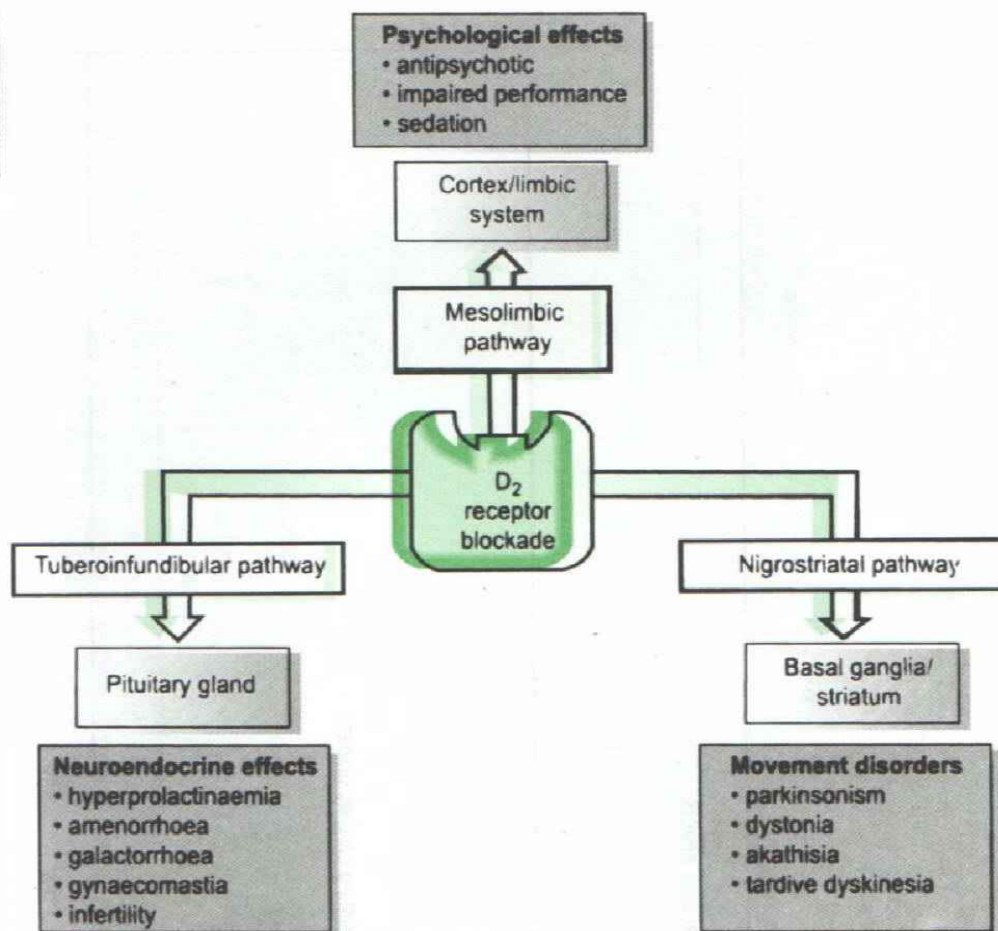 Psychological effects
• antipsychotic
• impaired performance
• sedation
Cortex/limbic
system
Mesolimbic
pathway
D₂
receptor
blockade
Tuberoinfundibular pathway
Nigrostriatal pathway
Pituitary gland
Basal ganglia/
striatum
Neuroendocrine effects
• hyperprolactinaemia
• amenorrhoea
• galactorrhoea
• gynaecomastia
• infertility
Movement disorders
• parkinsonism
• dystonia
• akathisia
• tardive dyskinesia